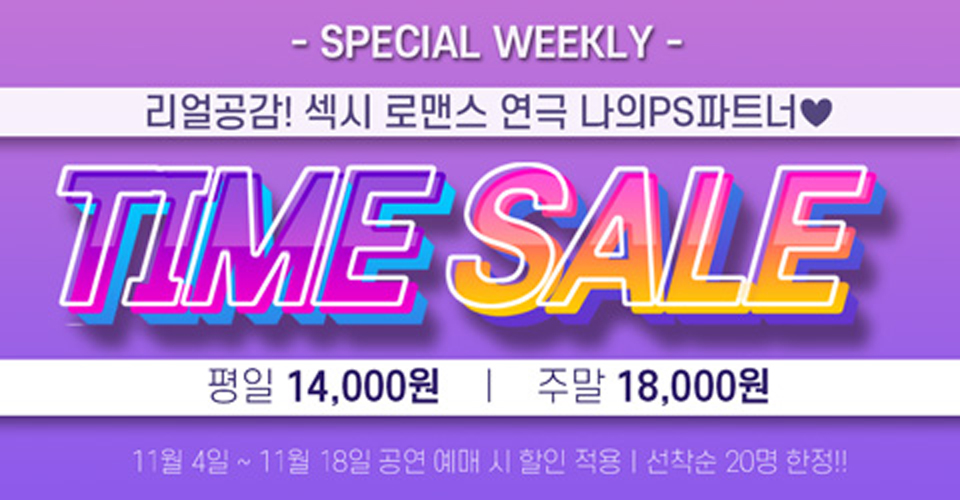 - SPECIAL WEEKLY -
리얼공감! 섹시 로맨스 연극 나의PS파트너♥
TIME SALE
평일 14,000원 | 주말 18,000원
11월 4일 ~ 11월 18일 공연 예매 시 할인 적용 | 선착순 20명 한정!!